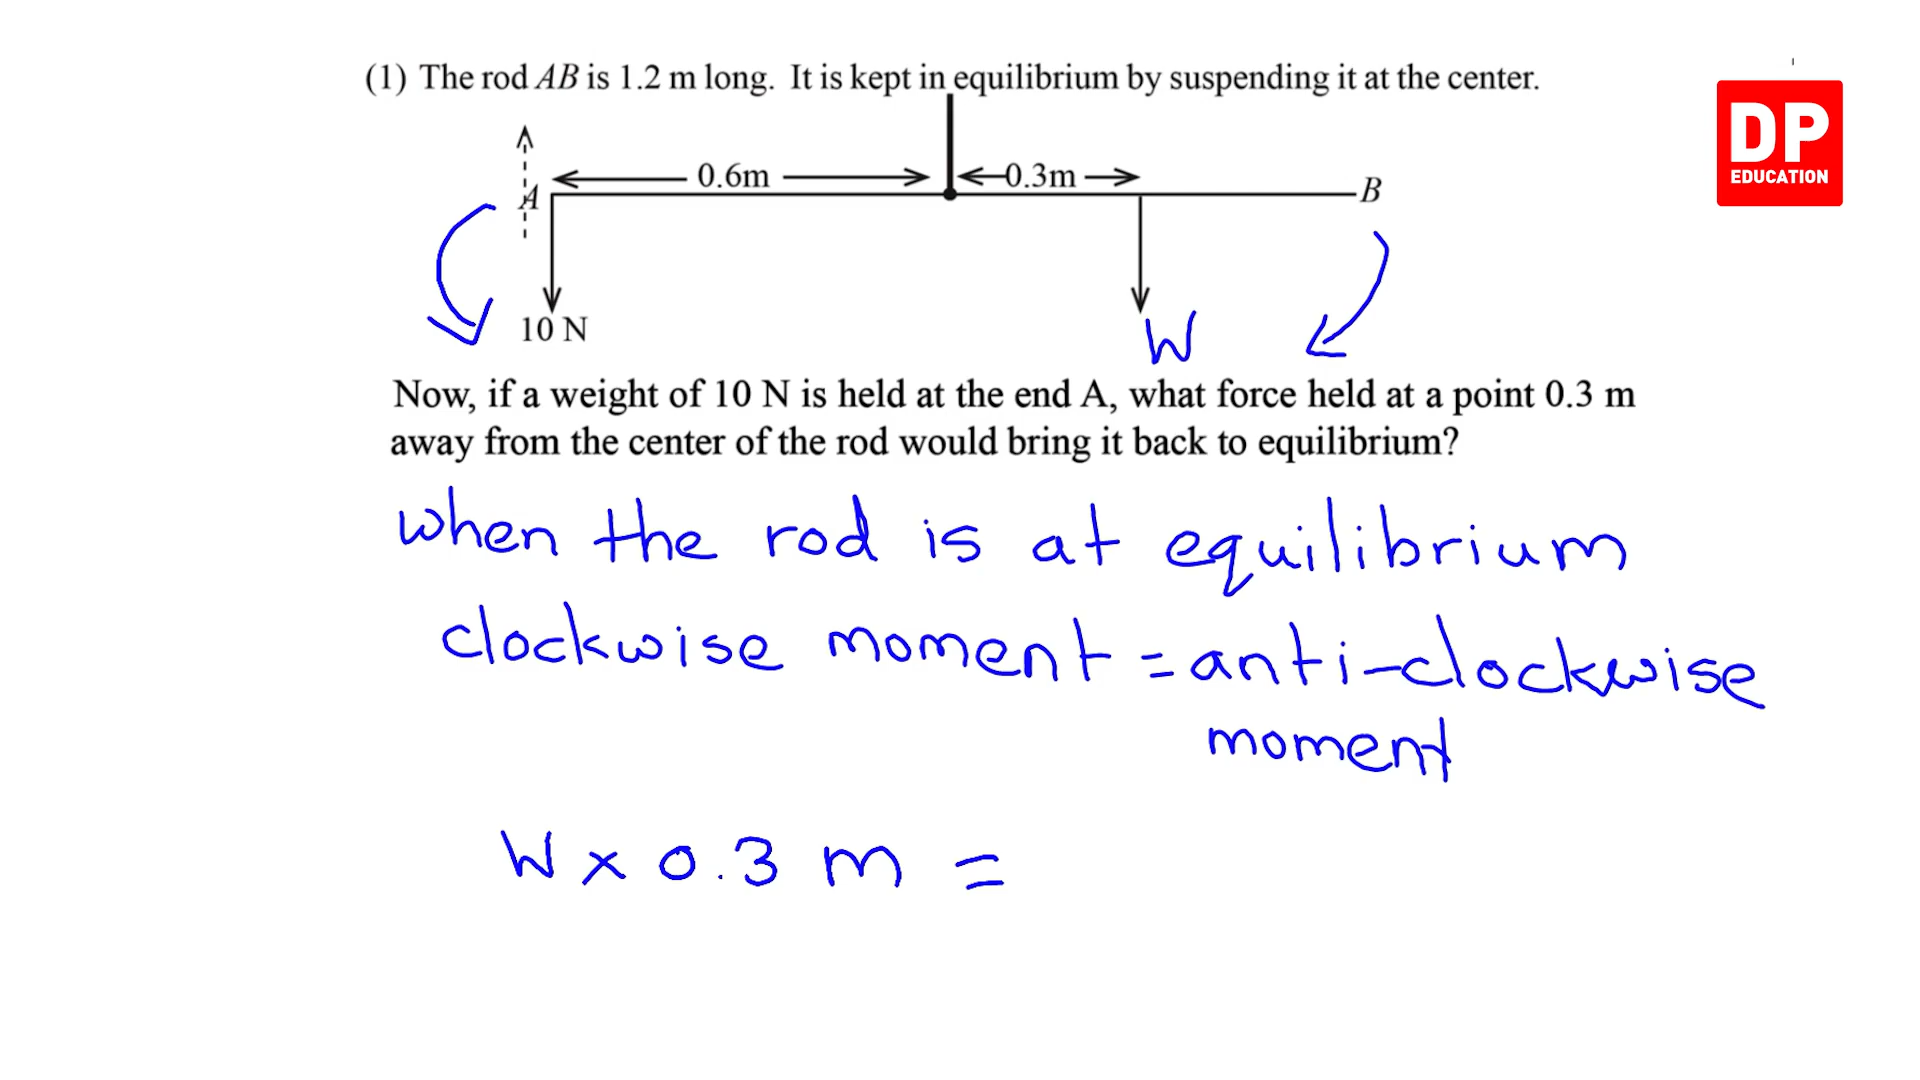 (1) The rod AB is 1.2 m long. It is kept in equilibrium by suspending it at the center.
DP
EDUCATION
0.6m
0.3m
A
B
10 N
W
Now, if a weight of 10 N is held at the end A, what force held at a point 0.3 m
away from the center of the rod would bring it back to equilibrium?
when the rod is at equilibrium
clockwise moment = anti-clockwise
moment
W × 0.3 m =